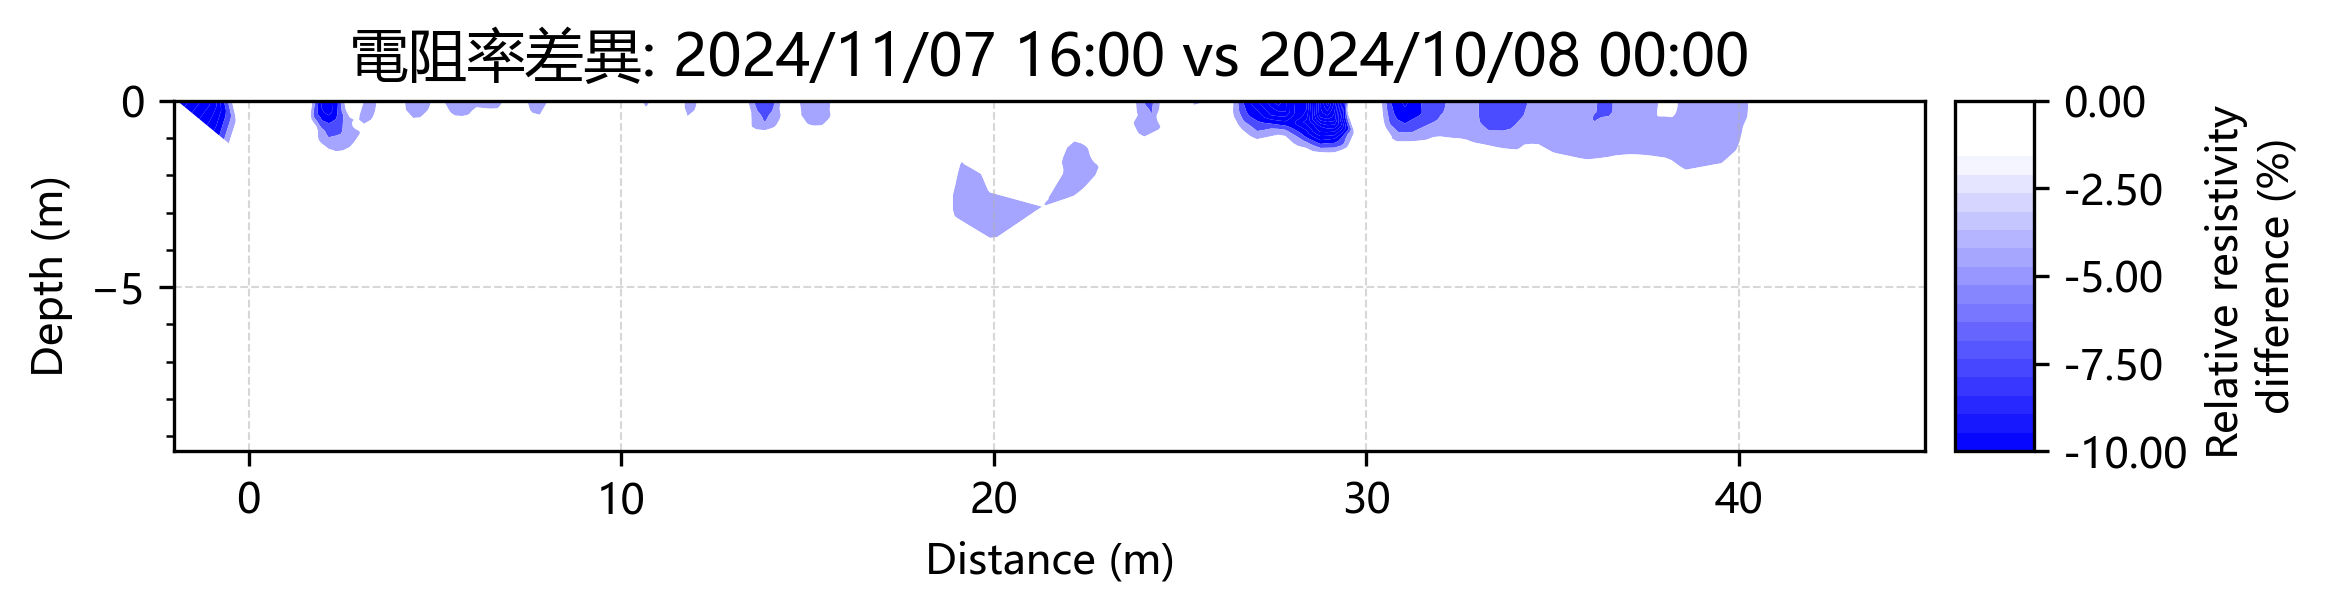 電阻率差異: 2024/11/07 16:00 vs 2024/10/08 00:00
0
−5
Depth (m)
0 10 20 30 40
Distance (m)
0.00
-2.50
-5.00
-7.50
-10.00
Relative resistivity
difference (%)